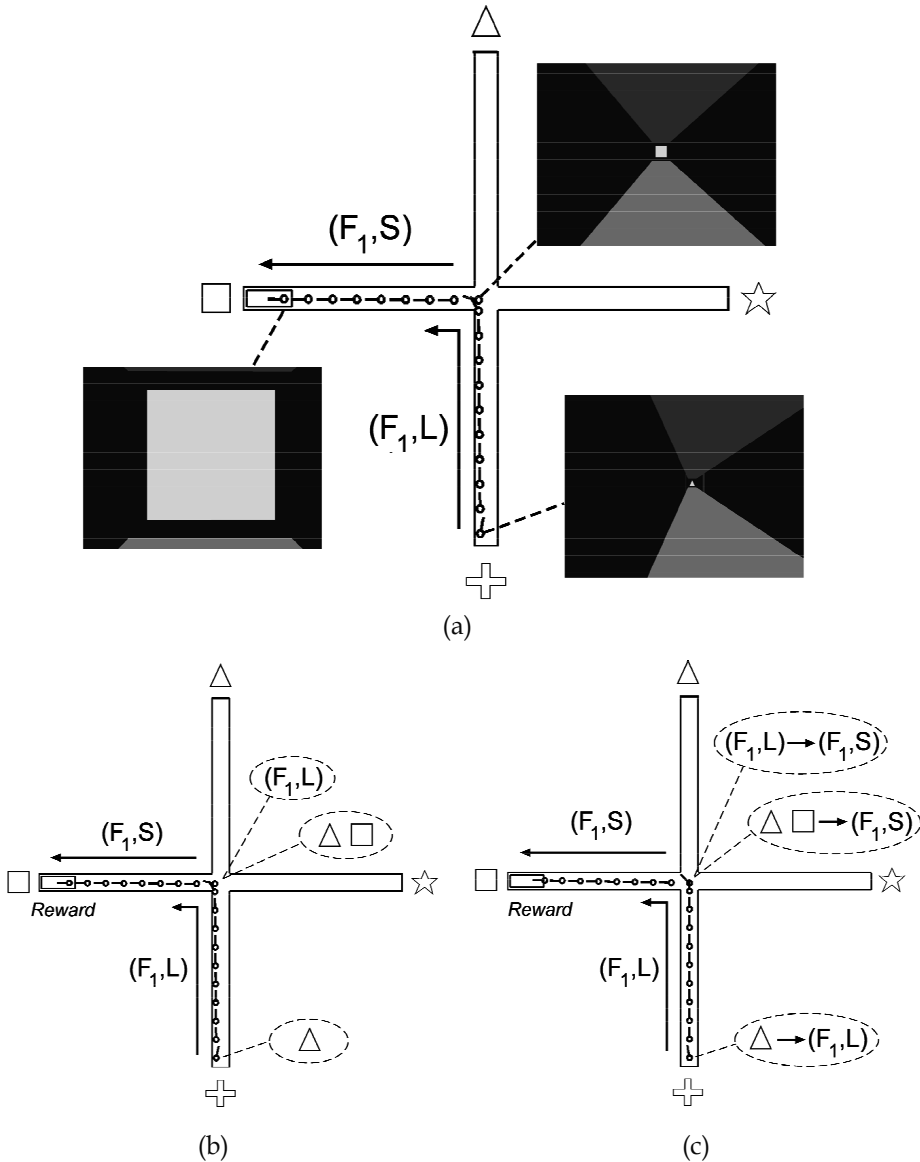 (F₁,S)
(F₁,L)
(a)
(F₁,L)
(F₁,S)
Reward
(F₁,L)
(b)
(F₁,L)→(F₁,S)
→(F₁,S)
(F₁,S)
Reward
(F₁,L)
→(F₁,L)
(c)